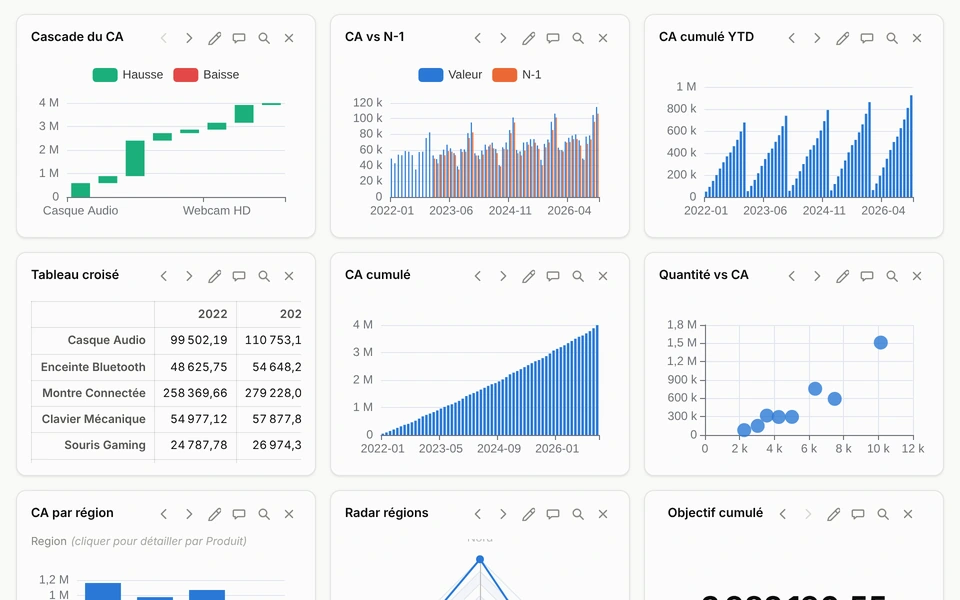 Cascade du CA
Hausse Baisse
4 M
3 M
2 M
1 M
0
Casque Audio Webcam HD
CA vs N-1
Valeur N-1
120 k
100 k
80 k
60 k
40 k
20 k
0
2022-01 2023-06 2024-11 2026-04
CA cumulé YTD
1 M
800 k
600 k
400 k
200 k
0
2022-01 2023-06 2024-11 2026-04
Tableau croisé
2022 202
Casque Audio 99 502,19 110 753,1
Enceinte Bluetooth 48 625,75 54 648,2
Montre Connectée 258 369,66 279 228,0
Clavier Mécanique 54 977,12 57 877,8
Souris Gaming 24 787,78 26 974,3
CA cumulé
4 M
3 M
2 M
1 M
0
2022-01 2023-05 2024-09 2026-01
Quantité vs CA
1,8 M
1,5 M
1,2 M
900 k
600 k
300 k
0
0 2 k 4 k 6 k 8 k 10 k 12 k
CA par région
Region (cliquer pour détailler par Produit)
1,2 M
1 M
Radar régions
Objectif cumulé